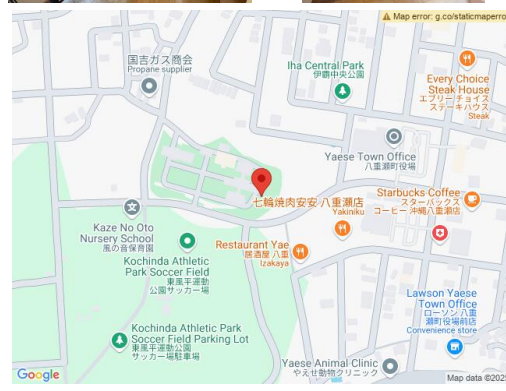 Map error: g.co/staticmaperro
国吉ガス商会
Propane supplier
Iha Central Park
伊覇中央公園
Every Choice
Steak House
エブリーチョイス
ステーキハウス
Steak
Yaese Town Office
八重瀬町役場
七輪焼肉安安 八重瀬店
Yakiniku
Starbucks Coffee
スターバックス
コーヒー 沖縄八重瀬店
Kaze No Oto
Nursery School
風の音保育園
Kochinda Athletic
Park Soccer Field
東風平運動
公園サッカー場
Restaurant Yae
居酒屋 八重
Izakaya
Lawson Yaese
Town Office
ローソン 八重
瀬町役場前店
Convenience store
Kochinda Athletic Park
Soccer Field Parking Lot
東風平運動公園
サッカー場駐車場
Yaese Animal Clinic
やえせ動物クリニック
Google
Map data ©2025